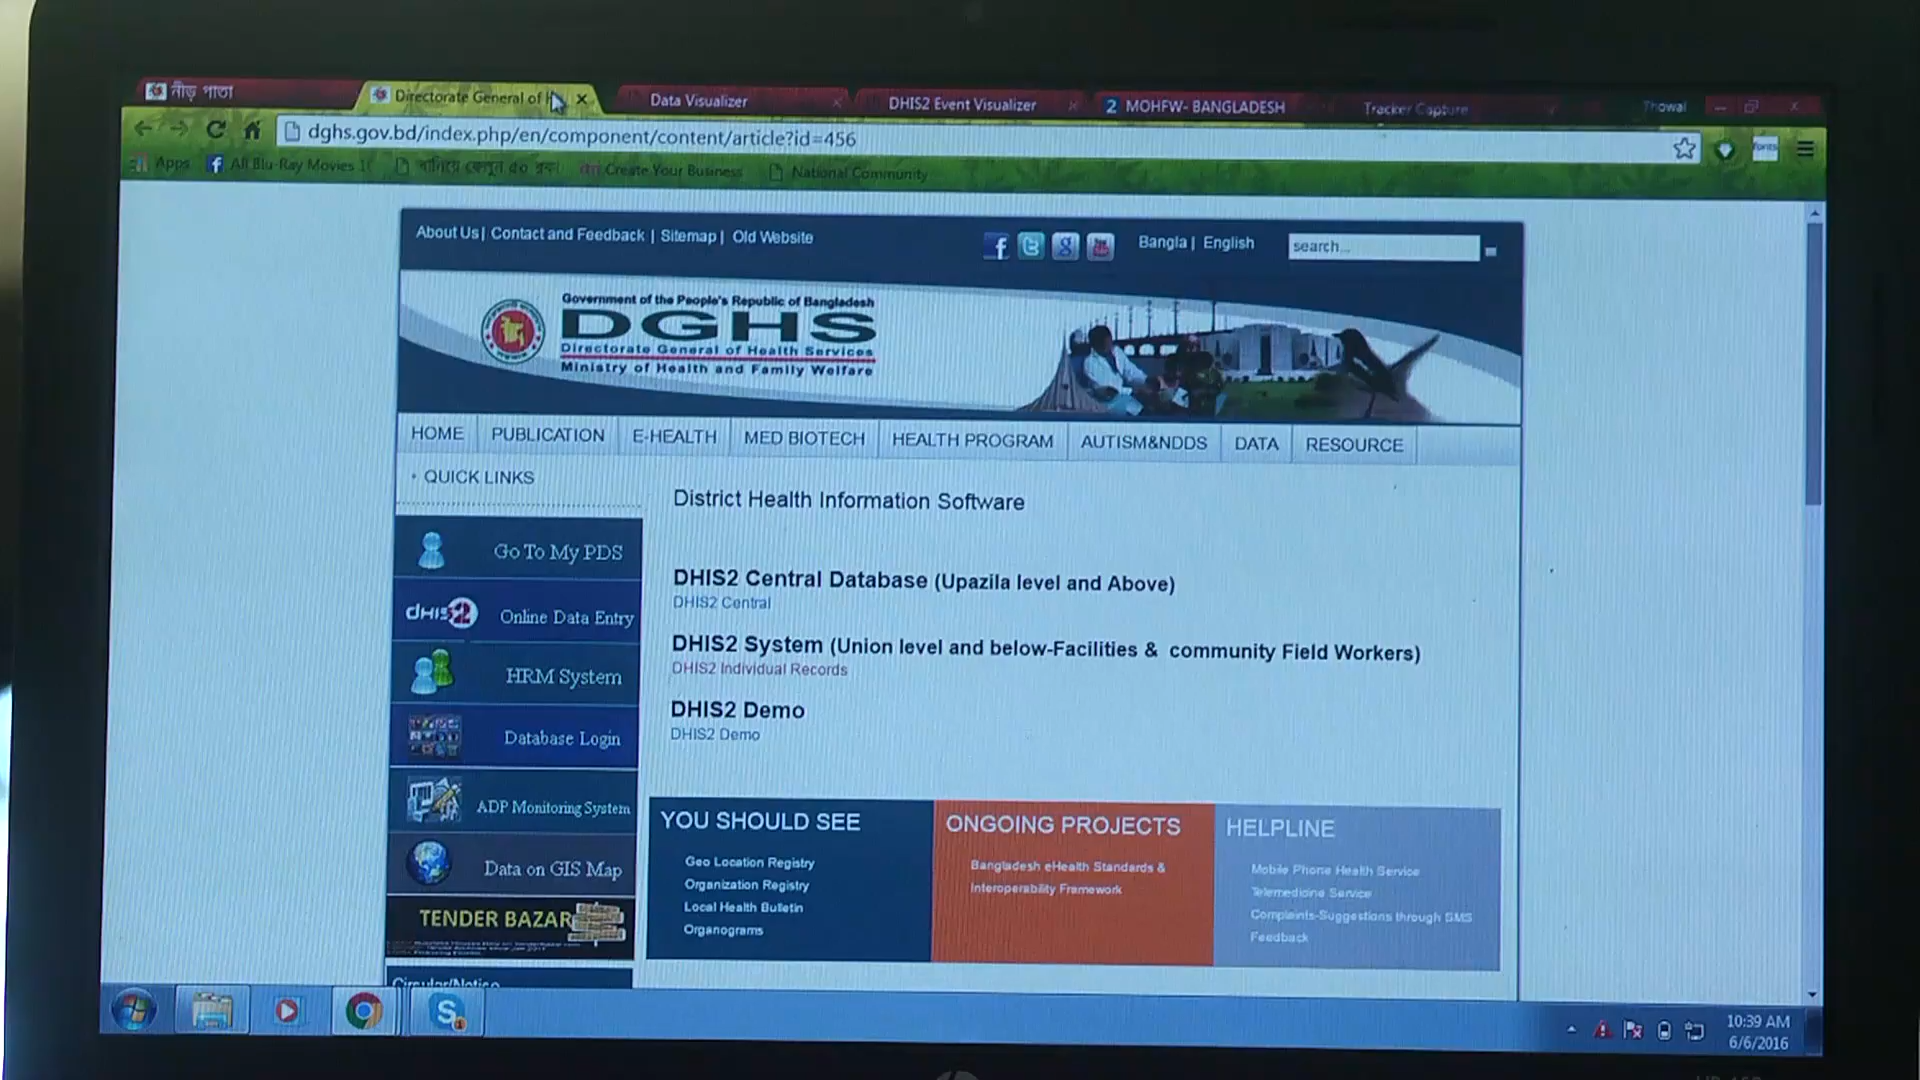 নীড় পাতা
Directorate General of H
Data Visualizer
DHIS2 Event Visualizer
2 MOHFW- BANGLADESH
Tracker Capture
Thowai
dghs.gov.bd/index.php/en/component/content/article?id=456
fonts
Apps
f All Blu-Ray Movies 1
Create Your Business
National Community
About Us| Contact and Feedback | Sitemap | Old Website
Bangla | English
search...
Government of the People's Republic of Bangladesh
DGHS
Directorate General of Health Services
Ministry of Health and Family Welfare
HOME
PUBLICATION
E-HEALTH
MED BIOTECH
HEALTH PROGRAM
AUTISM&NDDS
DATA
RESOURCE
QUICK LINKS
Go To My PDS
dHIS2 Online Data Entry
HRM System
Database Login
ADP Monitoring System
Data on GIS Map
TENDER BAZAR
Circular/Notice
District Health Information Software
DHIS2 Central Database (Upazila level and Above)
DHIS2 Central
DHIS2 System (Union level and below-Facilities & community Field Workers)
DHIS2 Individual Records
DHIS2 Demo
DHIS2 Demo
YOU SHOULD SEE
Geo Location Registry
Organization Registry
Local Health Bulletin
Organograms
ONGOING PROJECTS
Bangladesh eHealth Standards &
Interoperability Framework
HELPLINE
Mobile Phone Health Service
Telemedicine Service
Complaints-Suggestions through SMS
Feedback
10:39 AM
6/6/2016